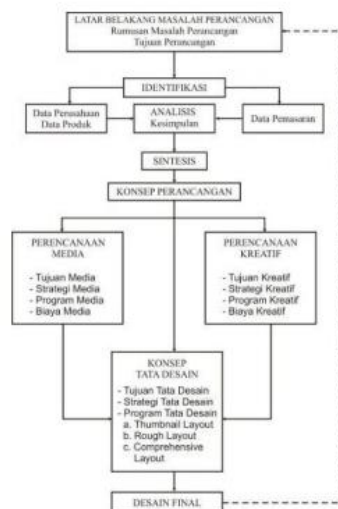 LATAR BELAKANG MASALAH PERANCANGAN
Rumusan Masalah Perancangan
Tujuan Perancangan
IDENTIFIKASI
Data Perusahaan
Data Produk
ANALISIS
Kesimpulan
Data Pemasaran
SINTESIS
KONSEP PERANCANGAN
PERENCANAAN
MEDIA
- Tujuan Media
- Strategi Media
- Program Media
- Biaya Media
PERENCANAAN
KREATIF
- Tujuan Kreatif
- Strategi Kreatif
- Program Kreatif
- Biaya Kreatif
KONSEP
TATA DESAIN
- Tujuan Tata Desain
- Strategi Tata Desain
- Program Tata Desain
a. Thumbnail Layout
b. Rough Layout
c. Comprehensive
Layout
DESAIN FINAL